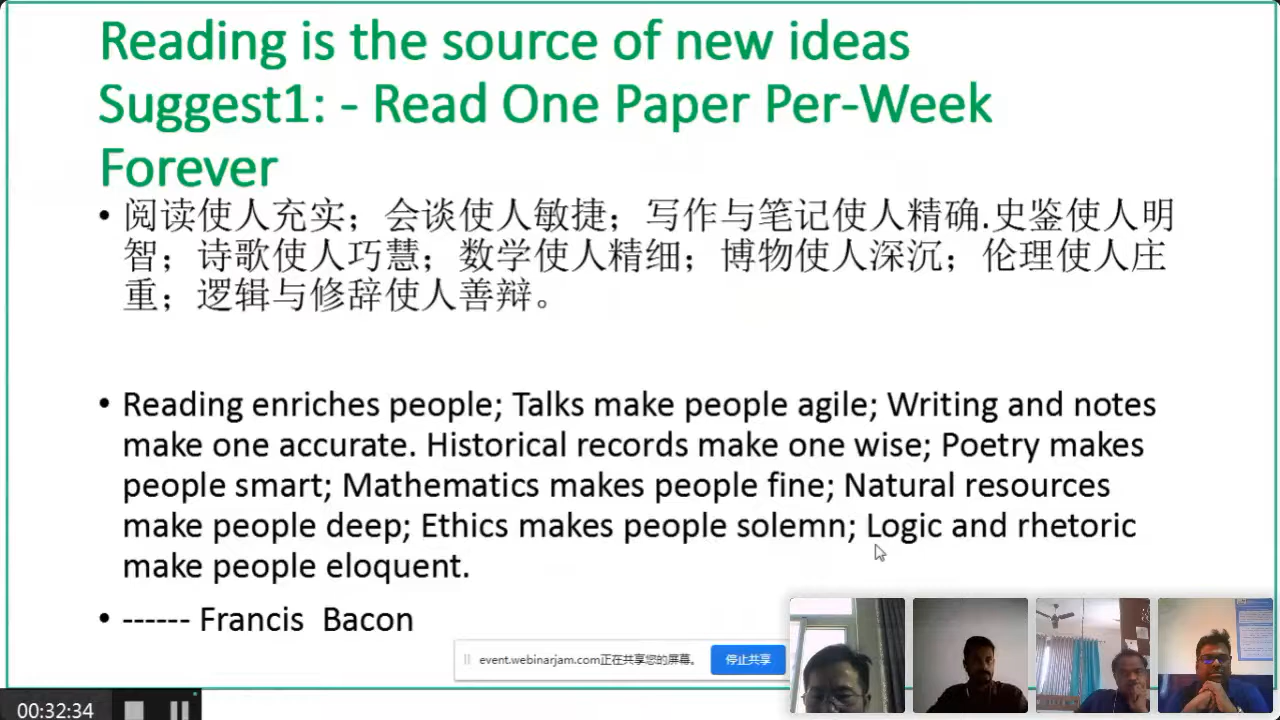 Reading is the source of new ideas
Suggest1: - Read One Paper Per-Week
Forever
• 阅读使人充实；会谈使人敏捷；写作与笔记使人精确.史鉴使人明
智；诗歌使人巧慧；数学使人精细；博物使人深沉；伦理使人庄
重；逻辑与修辞使人善辩。
• Reading enriches people; Talks make people agile; Writing and notes
make one accurate. Historical records make one wise; Poetry makes
people smart; Mathematics makes people fine; Natural resources
make people deep; Ethics makes people solemn; Logic and rhetoric
make people eloquent.
• ------ Francis Bacon
event.webinarjam.com正在共享您的屏幕。 停止共享
00:32:34